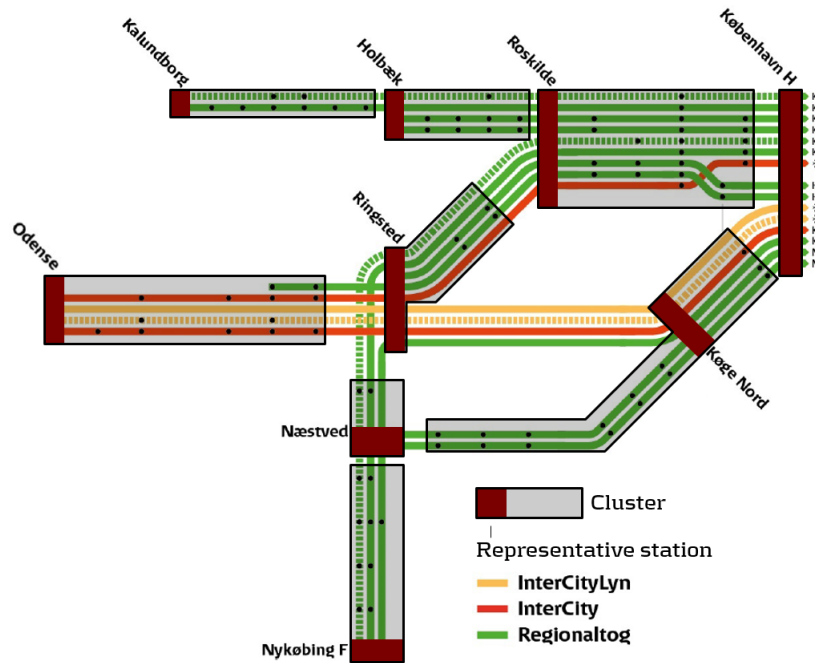 Kalundborg
Holbæk
Roskilde
København H
Ringsted
Odense
Køge Nord
Næstved
Cluster
Representative station
InterCityLyn
InterCity
Regionaltog
Nykøbing F